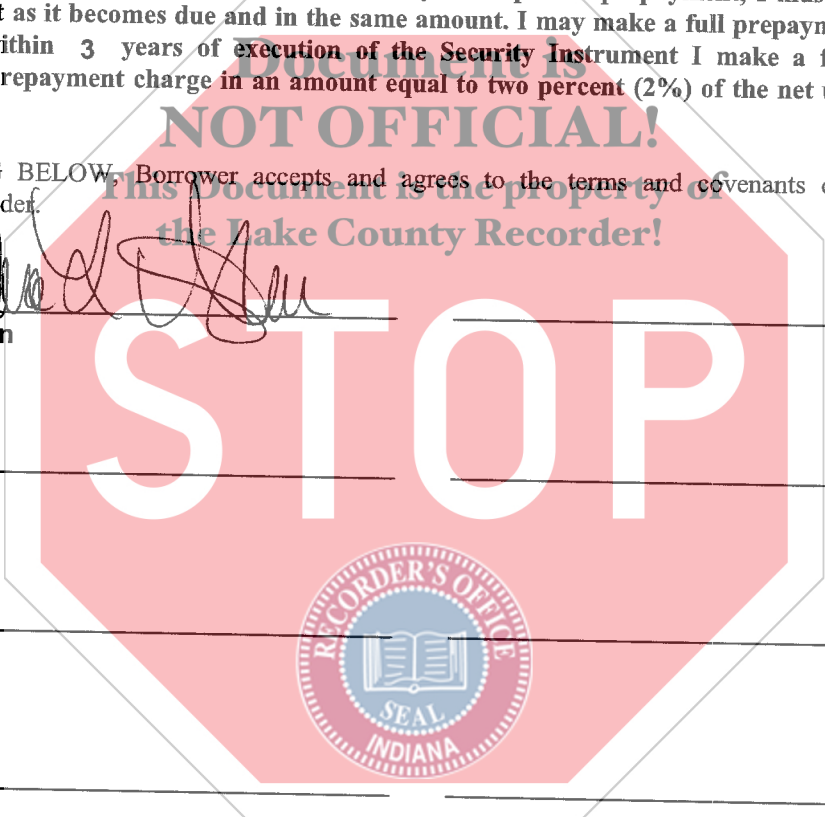 t as it becomes due and in the same amount. I may make a full prepaym
ithin 3 years of execution of the Security Instrument I make a f
repayment charge in an amount equal to two percent (2%) of the net
Document is
NOT OFFICIAL!
This Document is the property of
the Lake County Recorder!
BELOW, Borrower accepts and agrees to the terms and covenants
der.
n
STOP
RECORDER'S OFFICE
SEAL
INDIANA